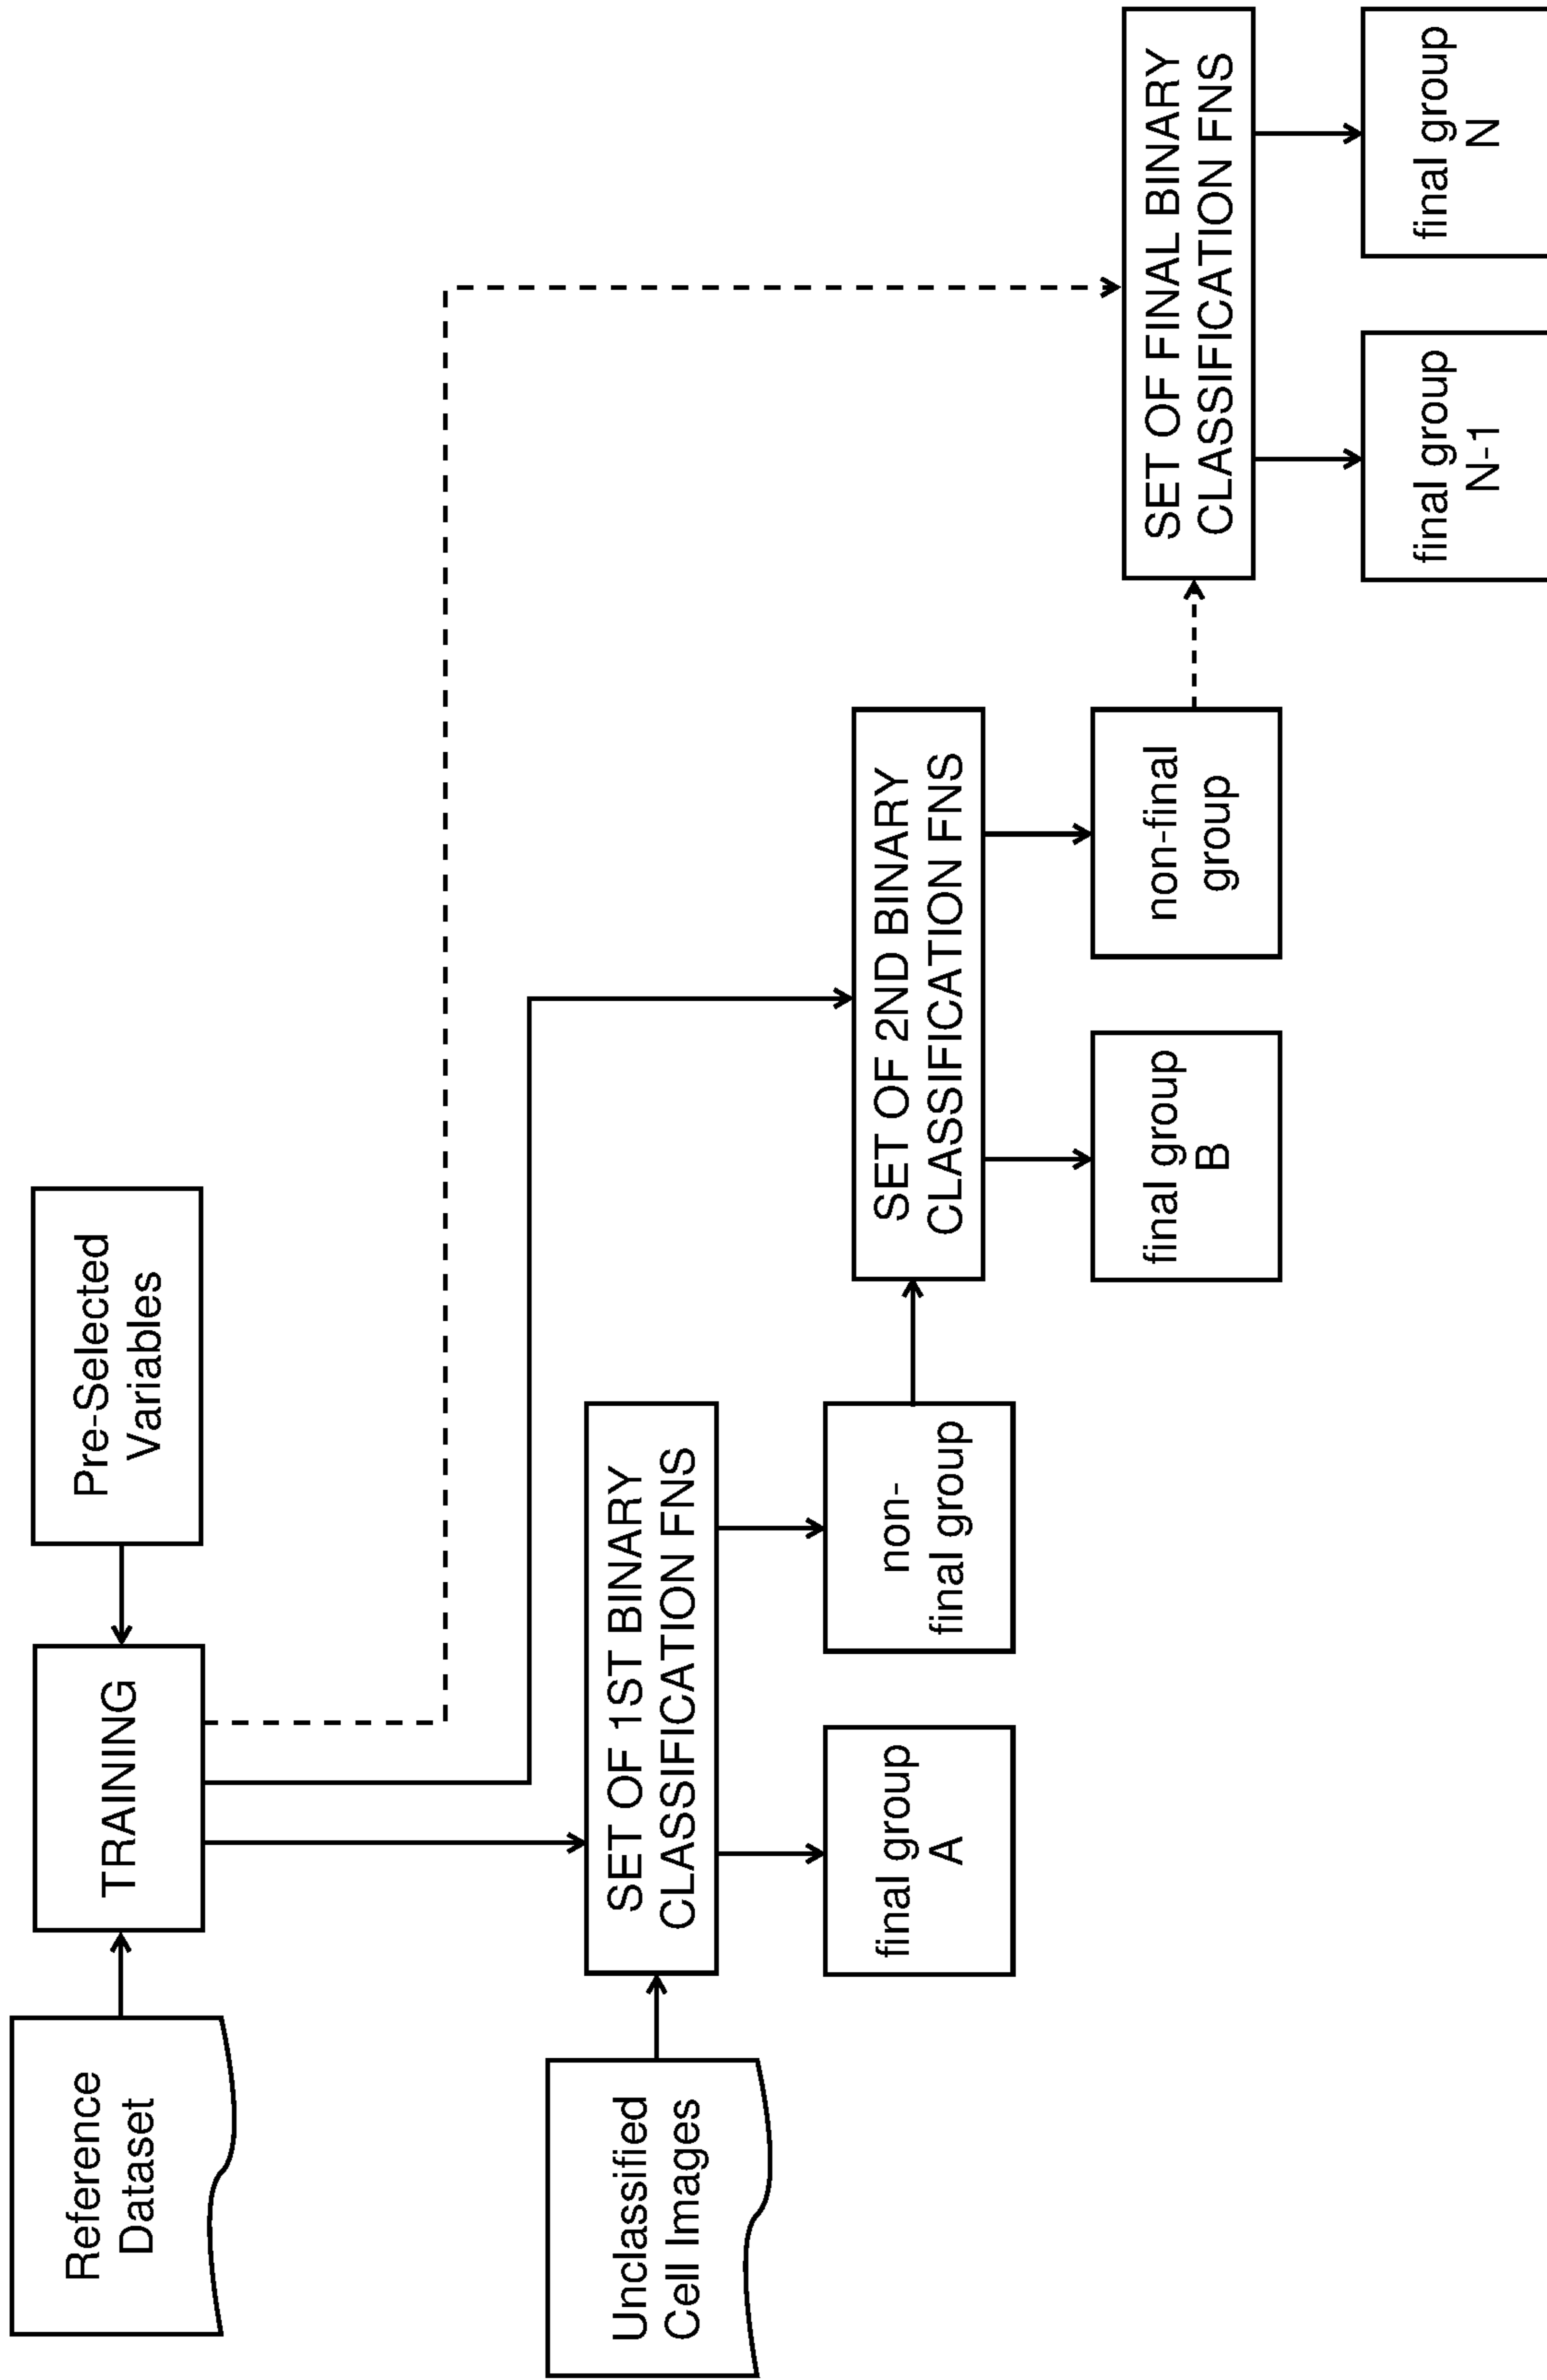 Reference
Dataset
TRAINING
Pre-Selected
Variables
Unclassified
Cell Images
SET OF 1ST BINARY
CLASSIFICATION FNS
final group
A
non-
final group
SET OF 2ND BINARY
CLASSIFICATION FNS
final group
B
non-final
group
SET OF FINAL BINARY
CLASSIFICATION FNS
final group
N-1
final group
N